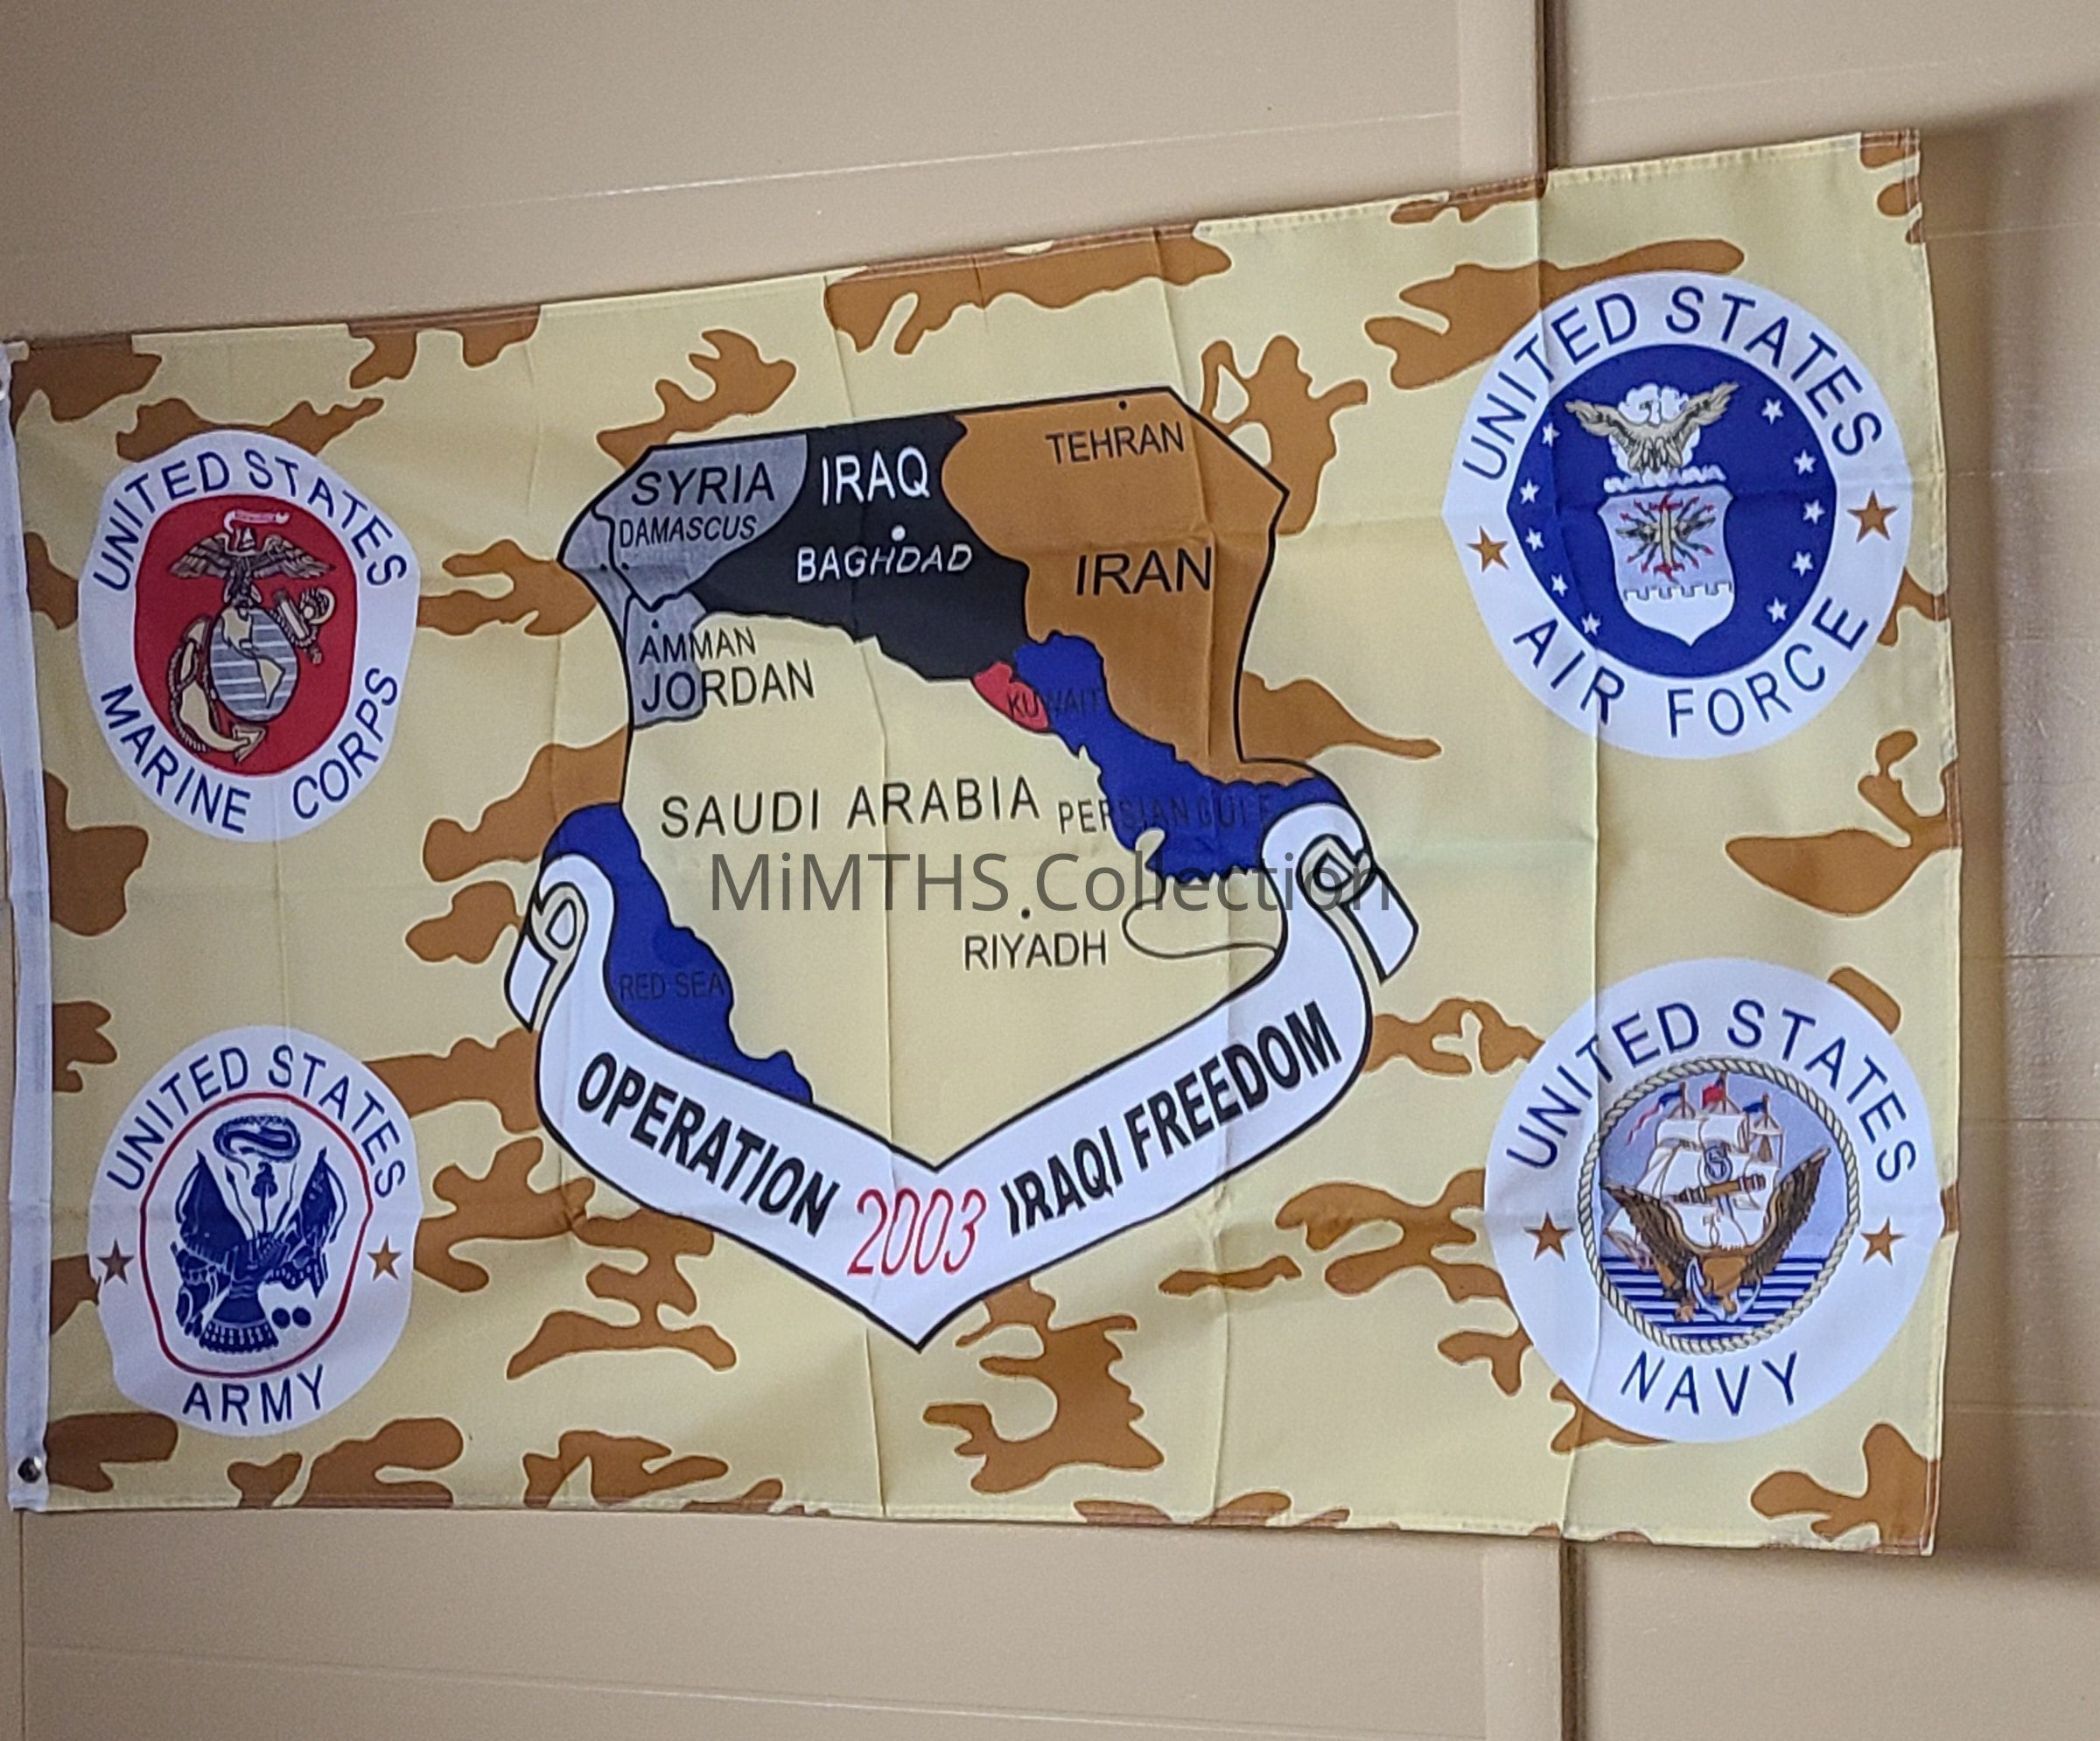 UNITED STATES
MARINE CORPS
UNITED STATES
AIR FORCE
SYRIA
DAMASCUS
IRAQ
BAGHDAD
TEHRAN
IRAN
AMMAN
JORDAN
KUWAIT
SAUDI ARABIA
PERSIAN GULF
MiMTHS Collection
RIYADH
RED SEA
OPERATION 2003 IRAQI FREEDOM
UNITED STATES
ARMY
UNITED STATES
NAVY